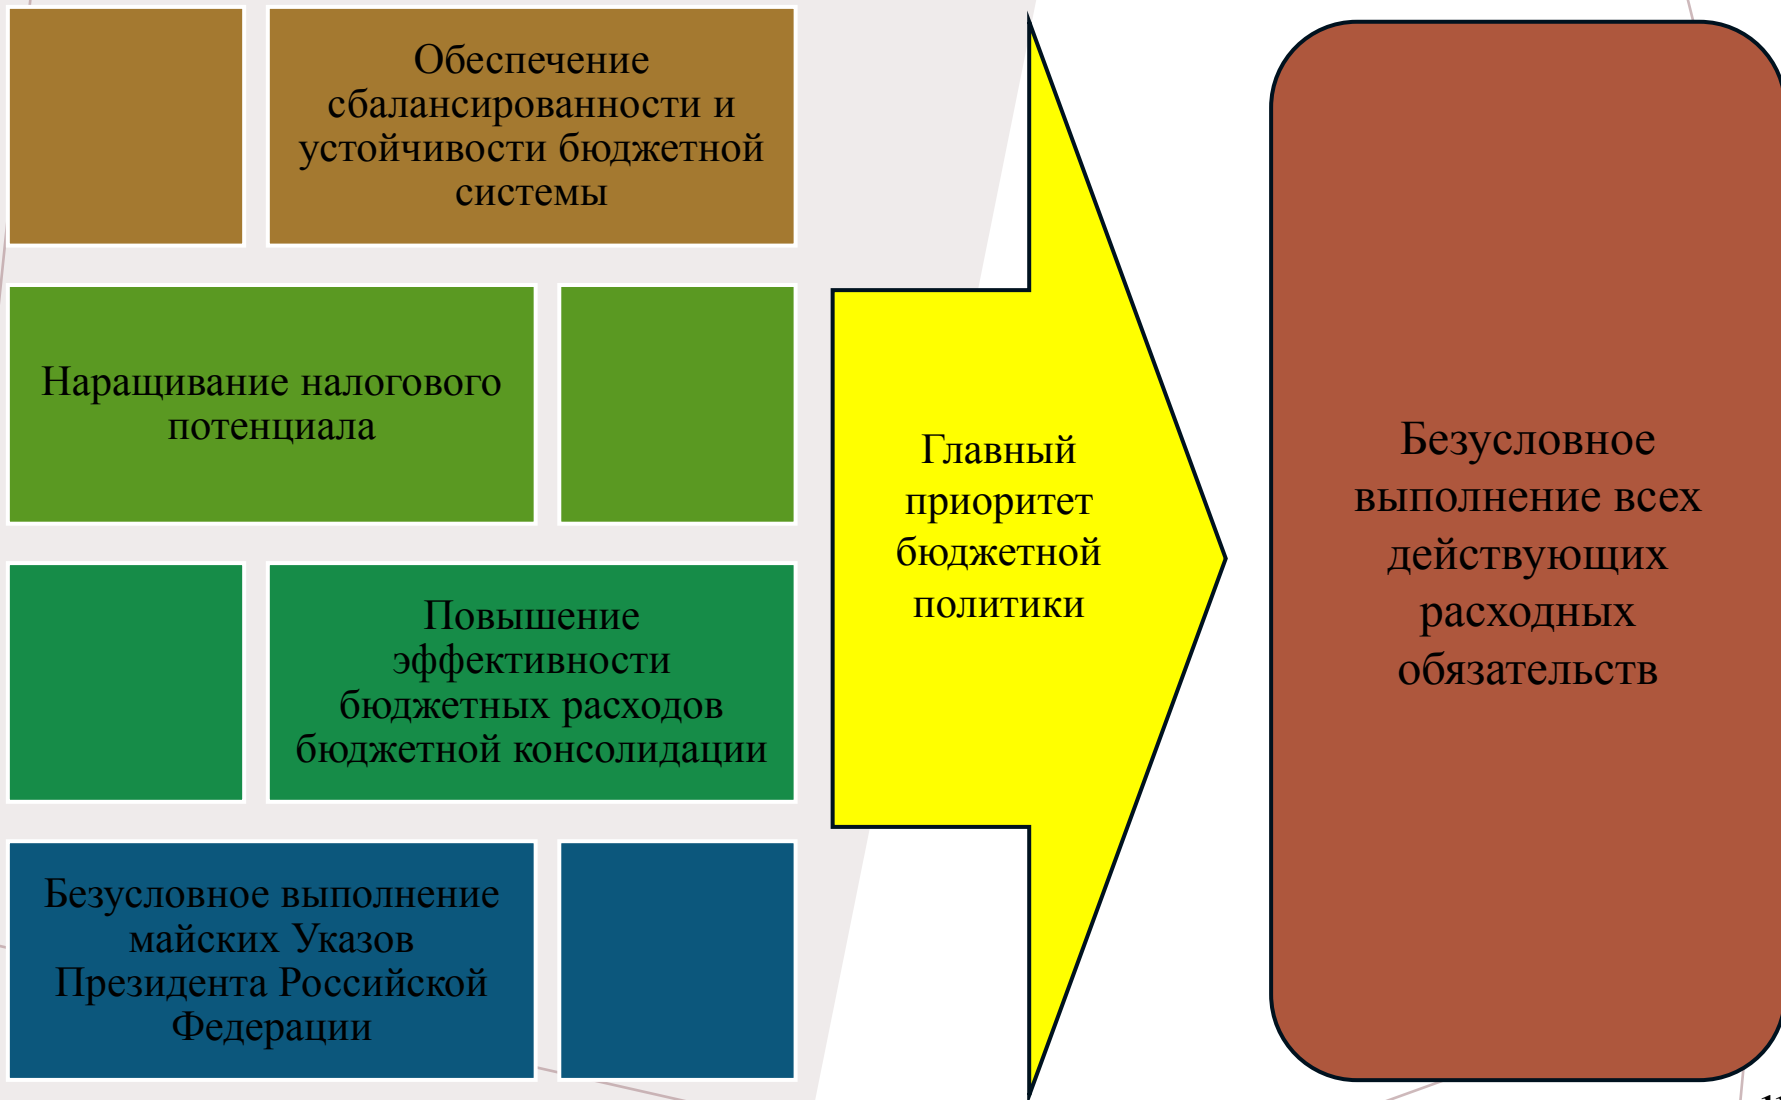 Обеспечение
сбалансированности и
устойчивости бюджетной
системы
Наращивание налогового
потенциала
Повышение
эффективности
бюджетных расходов
бюджетной консолидации
Безусловное выполнение
майских Указов
Президента Российской
Федерации
Главный
приоритет
бюджетной
политики
Безусловное
выполнение всех
действующих
расходных
обязательств